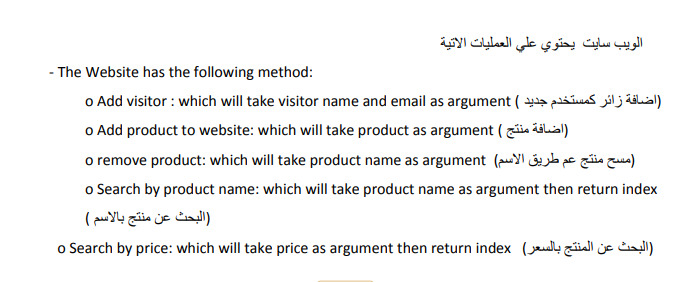 الويب سايت يحتوي علي العمليات الاتية
- The Website has the following method:
o Add visitor : which will take visitor name and email as argument ( اضافة زائر كمستخدم جديد)
o Add product to website: which will take product as argument ( اضافة منتج)
o remove product: which will take product name as argument (مسح منتج عم طريق الاسم)
o Search by product name: which will take product name as argument then return index
(البحث عن منتج بالاسم )
o Search by price: which will take price as argument then return index (البحث عن المنتج بالسعر)